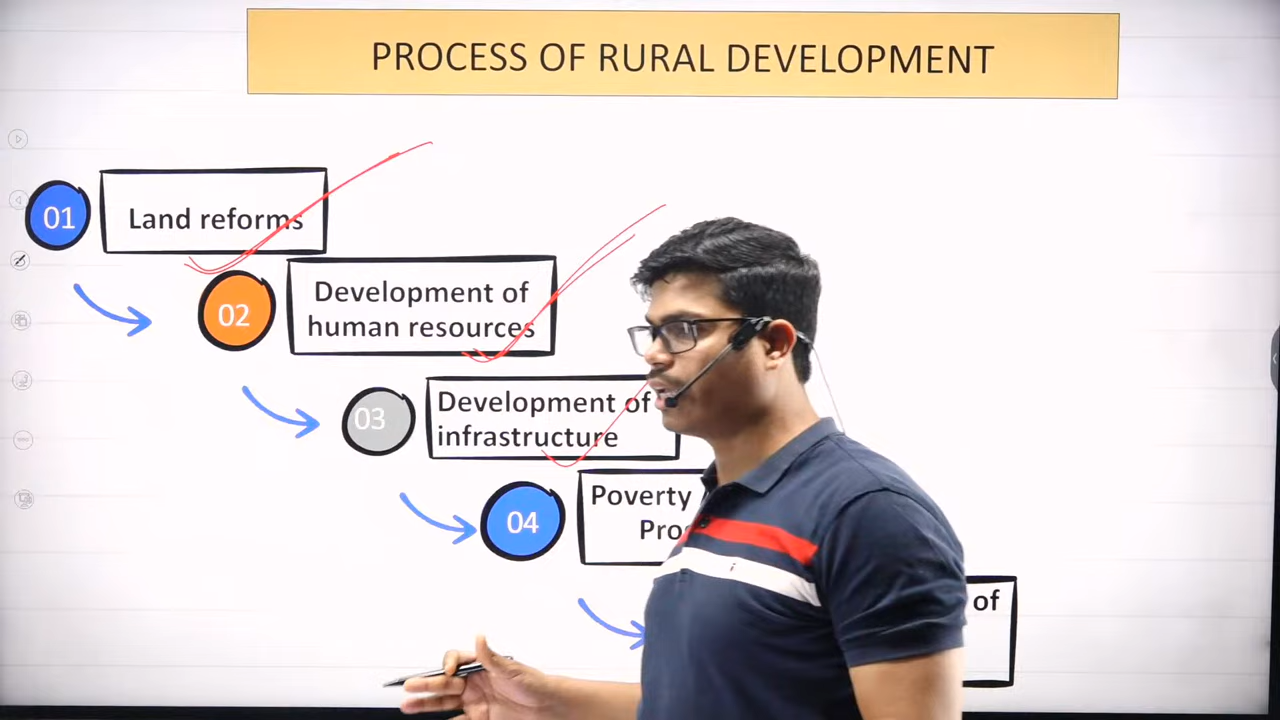 PROCESS OF RURAL DEVELOPMENT
01
Land reforms
02
Development of
human resources
03
Development of
infrastructure
04
Poverty
of